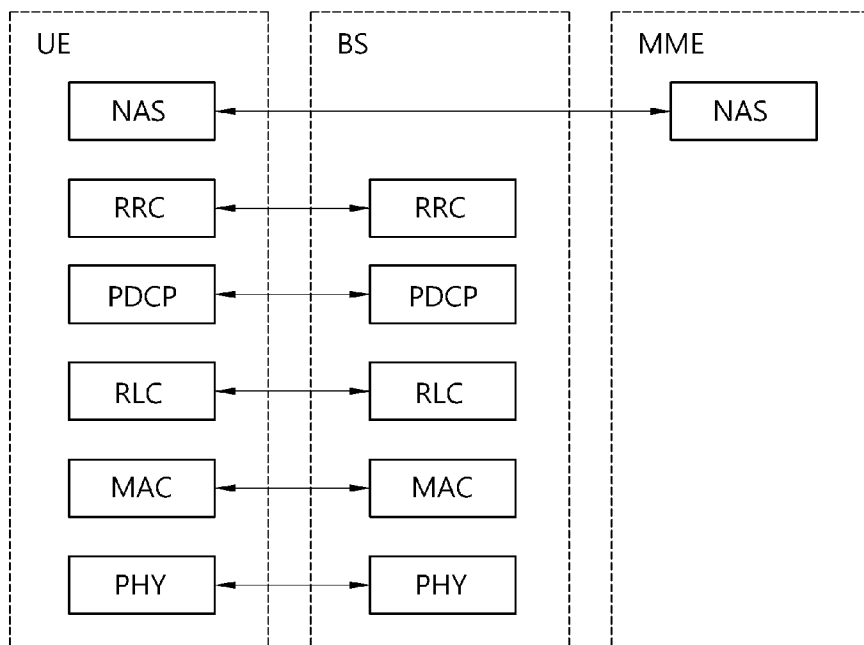 UE BS MME
NAS NAS
RRC RRC
PDCP PDCP
RLC RLC
MAC MAC
PHY PHY